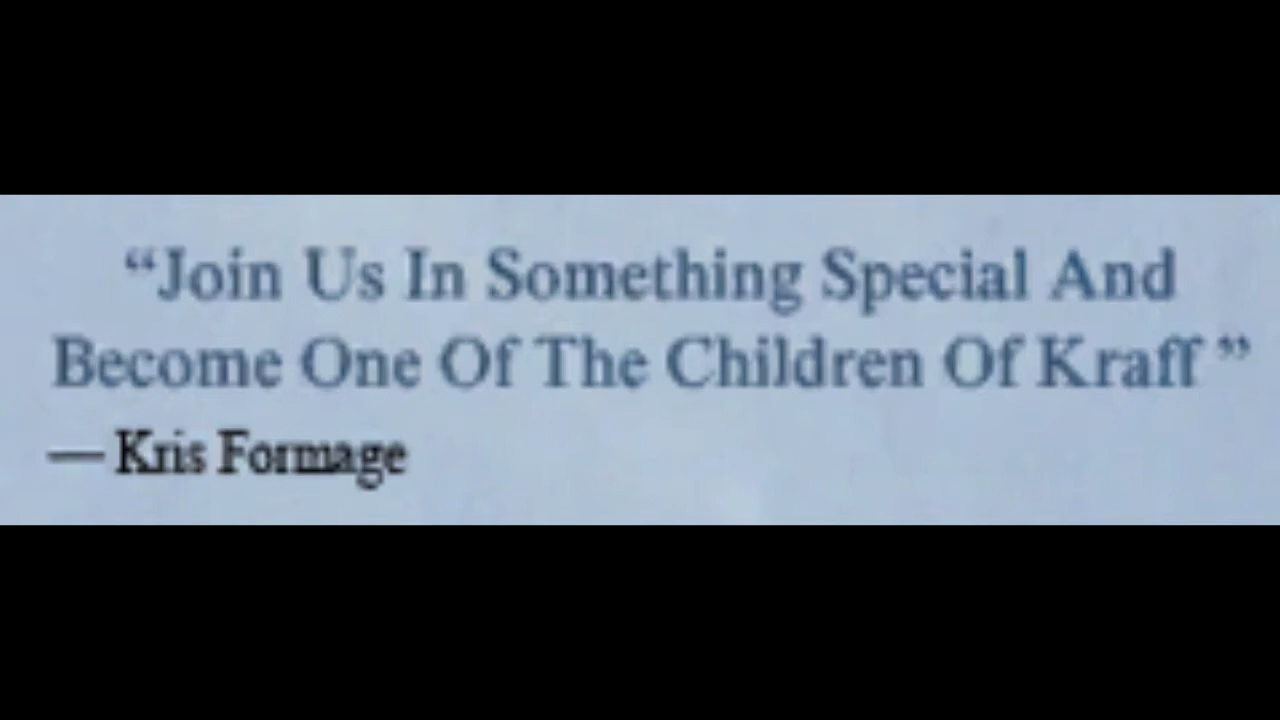 “Join Us In Something Special And
Become One Of The Children Of Kraff ”
— Kris Formage